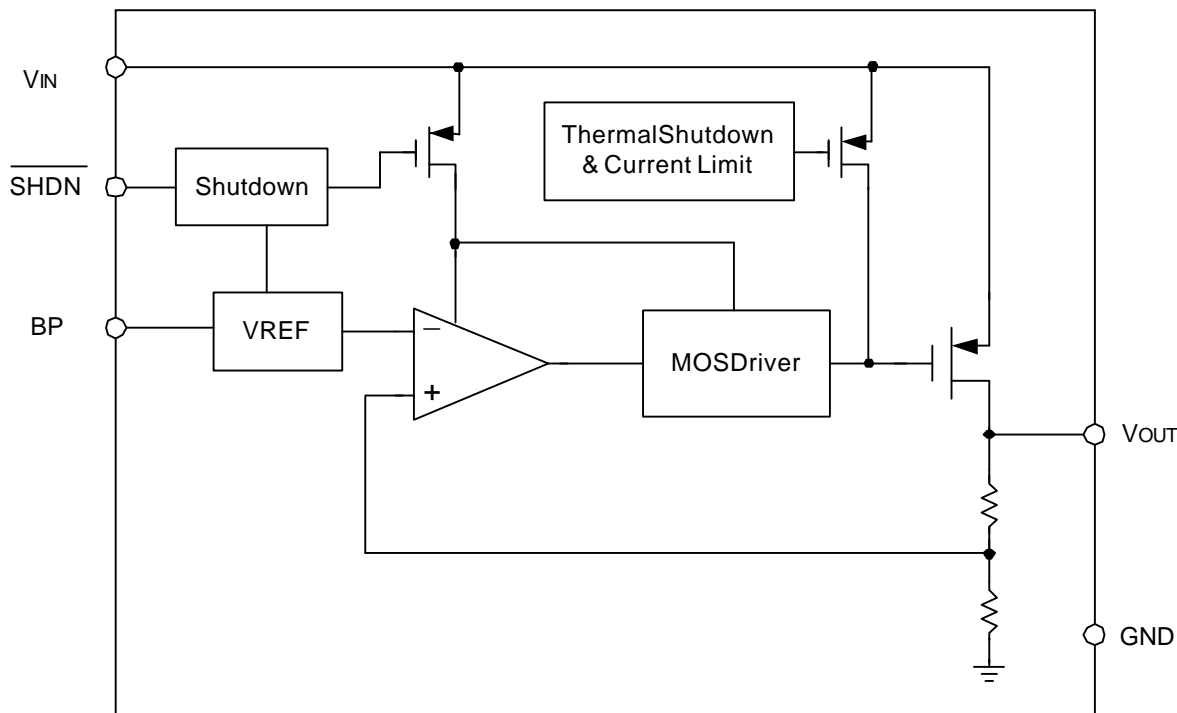 VIN
SHDN
BP
Shutdown
VREF
ThermalShutdown
& Current Limit
−
+
MOSDriver
VOUT
GND